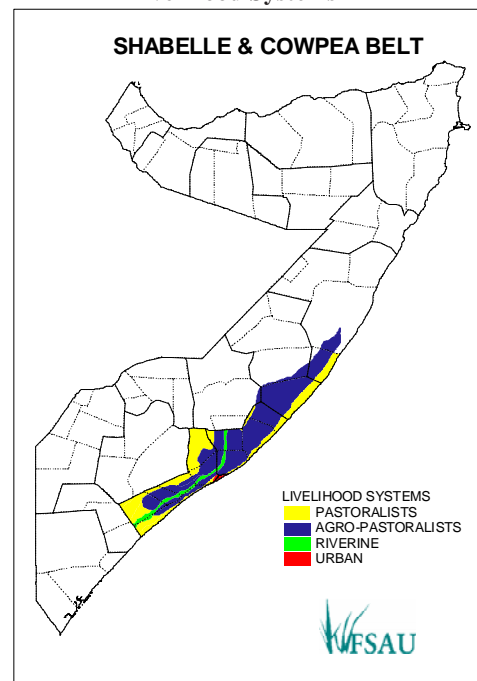 SHABELLE & COWPEA BELT
LIVELIHOOD SYSTEMS
PASTORALISTS
AGRO-PASTORALISTS
RIVERINE
URBAN
FSAU